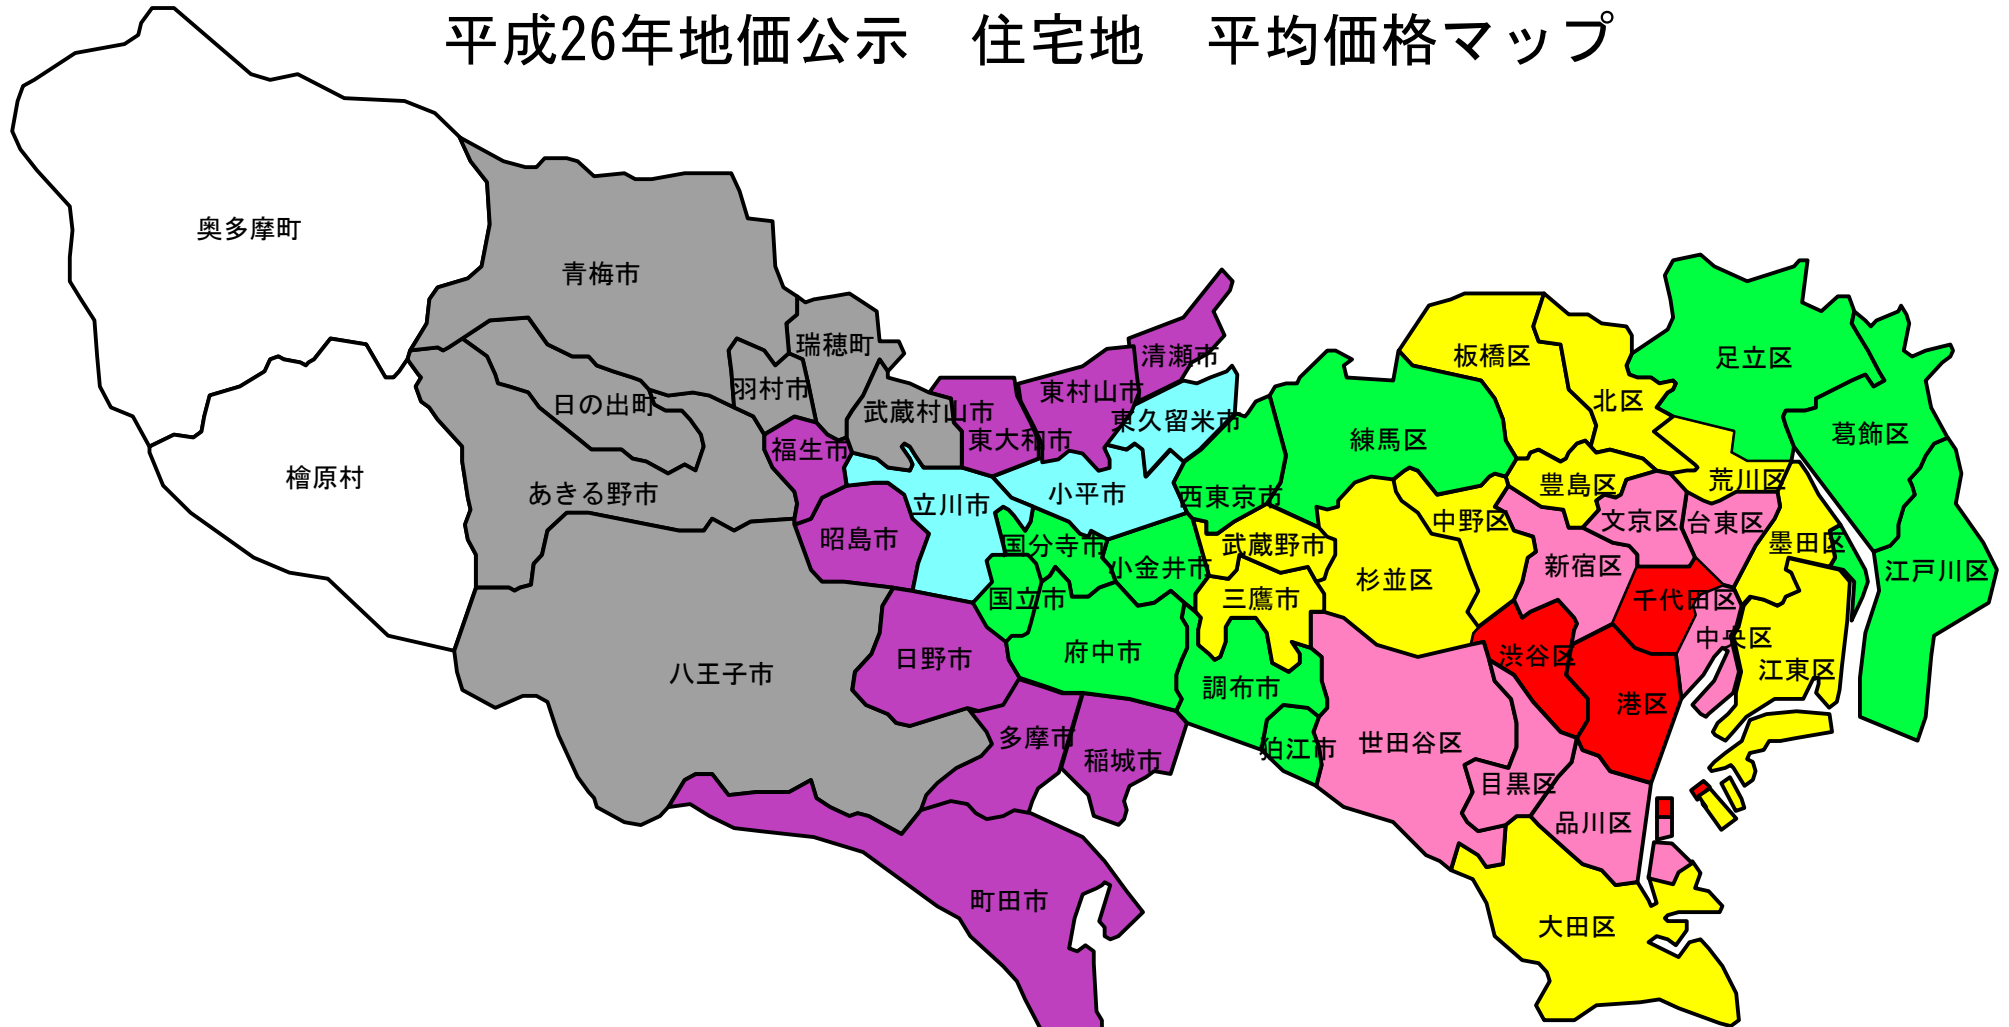 平成26年地価公示　住宅地　平均価格マップ
奥多摩町
青梅市
瑞穂町
清瀬市
板橋区
足立区
羽村市
東村山市
北区
日の出町
武蔵村山市
東久留米市
葛飾区
東大和市
練馬区
福生市
檜原村
荒川区
豊島区
あきる野市
立川市
小平市
西東京市
中野区
文京区
台東区
昭島市
国分寺市
武蔵野市
墨田区
小金井市
新宿区
江戸川区
杉並区
国立市
三鷹市
千代田区
中央区
府中市
日野市
渋谷区
江東区
八王子市
調布市
港区
多摩市
狛江市
世田谷区
稲城市
目黒区
品川区
町田市
大田区